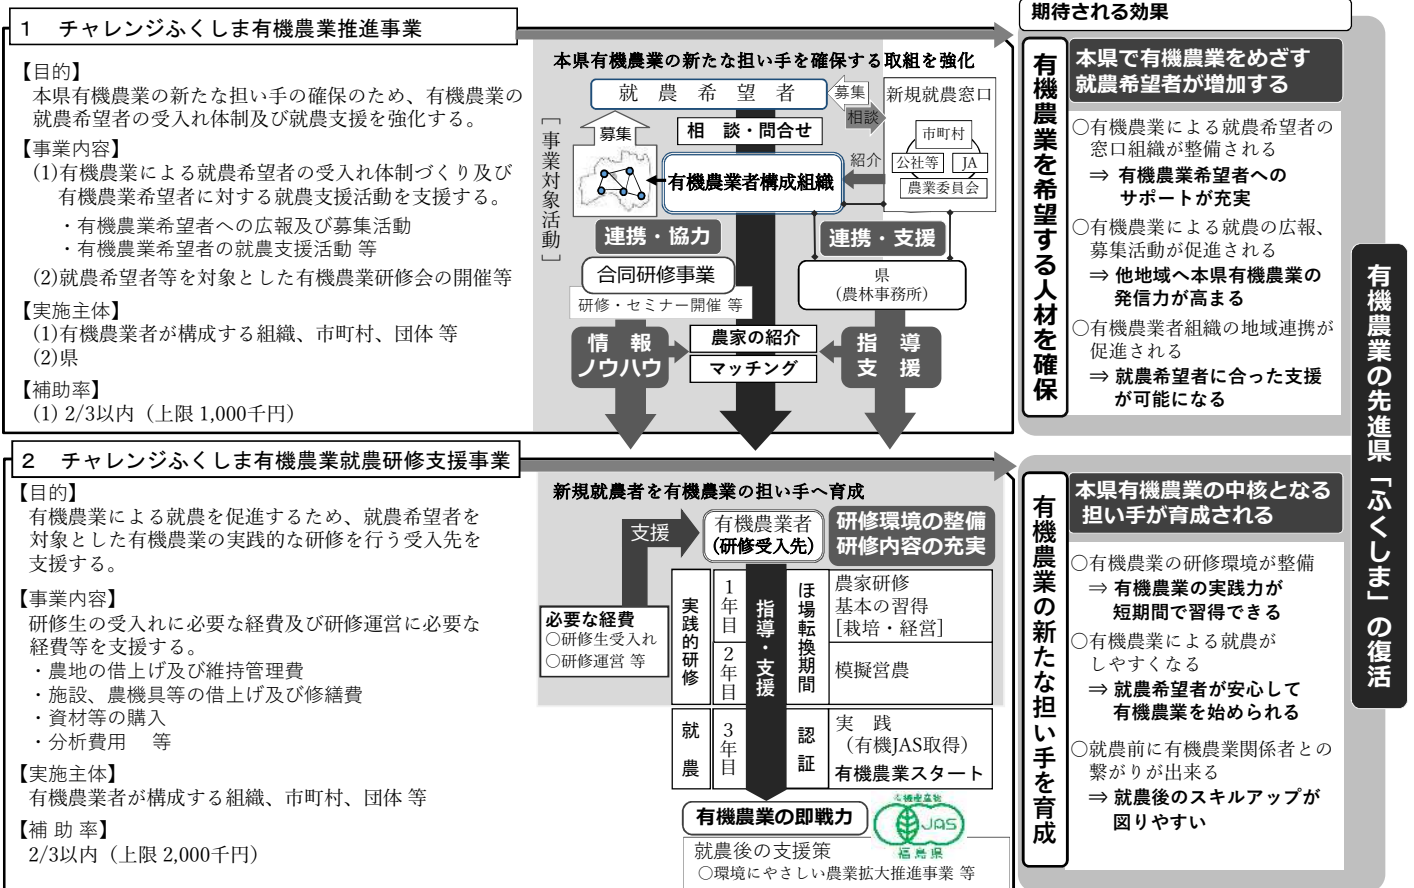 1 チャレンジふくしま有機農業推進事業
【目的】
本県有機農業の新たな担い手の確保のため、有機農業の
就農希望者の受入れ体制及び就農支援を強化する。
【事業内容】
(1)有機農業による就農希望者の受入れ体制づくり及び
有機農業希望者に対する就農支援活動を支援する。
・有機農業希望者への広報及び募集活動
・有機農業希望者の就農支援活動 等
(2)就農希望者等を対象とした有機農業研修会の開催等
【実施主体】
(1)有機農業者が構成する組織、市町村、団体 等
(2)県
【補助率】
(1) 2/3以内（上限 1,000千円）
本県有機農業の新たな担い手を確保する取組を強化
[事業対象活動]
就農希望者
募集
相談
新規就農窓口
市町村
公社等
JA
農業委員会
募集
相 談・問合せ
紹介
有機農業者構成組織
連携・協力
連携・支援
合同研修事業
研修・セミナー開催 等
県
(農林事務所)
情 報
ノウハウ
農家の紹介
マッチング
指 導
支 援
期待される効果
有機農業を希望する人材を確保
本県で有機農業をめざす
就農希望者が増加する
○有機農業による就農希望者の
窓口組織が整備される
⇒ 有機農業希望者への
サポートが充実
○有機農業による就農の広報、
募集活動が促進される
⇒ 他地域へ本県有機農業の
発信力が高まる
○有機農業者組織の地域連携が
促進される
⇒ 就農希望者に合った支援
が可能になる
2 チャレンジふくしま有機農業就農研修支援事業
【目的】
有機農業による就農を促進するため、就農希望者を
対象とした有機農業の実践的な研修を行う受入先を
支援する。
【事業内容】
研修生の受入れに必要な経費及び研修運営に必要な
経費等を支援する。
・農地の借上げ及び維持管理費
・施設、農機具等の借上げ及び修繕費
・資材等の購入
・分析費用 等
【実施主体】
有機農業者が構成する組織、市町村、団体 等
【補 助 率】
2/3以内（上限 2,000千円）
新規就農者を有機農業の担い手へ育成
支援
有機農業者
(研修受入先)
研修環境の整備
研修内容の充実
必要な経費
○研修生受入れ
○研修運営 等
実践的研修
1年目
2年目
指導・支援
ほ場転換期間
農家研修
基本の習得
[栽培・経営]
模擬営農
就農
3年目
認証
実 践
（有機JAS取得）
有機農業スタート
有機農業の即戦力
有機農産物
JAS
福島県
就農後の支援策
○環境にやさしい農業拡大推進事業 等
有機農業の新たな担い手を育成
本県有機農業の中核となる
担い手が育成される
○有機農業の研修環境が整備
⇒ 有機農業の実践力が
短期間で習得できる
○有機農業による就農が
しやすくなる
⇒ 就農希望者が安心して
有機農業を始められる
○就農前に有機農業関係者との
繋がりが出来る
⇒ 就農後のスキルアップが
図りやすい
有機農業の先進県「ふくしま」の復活